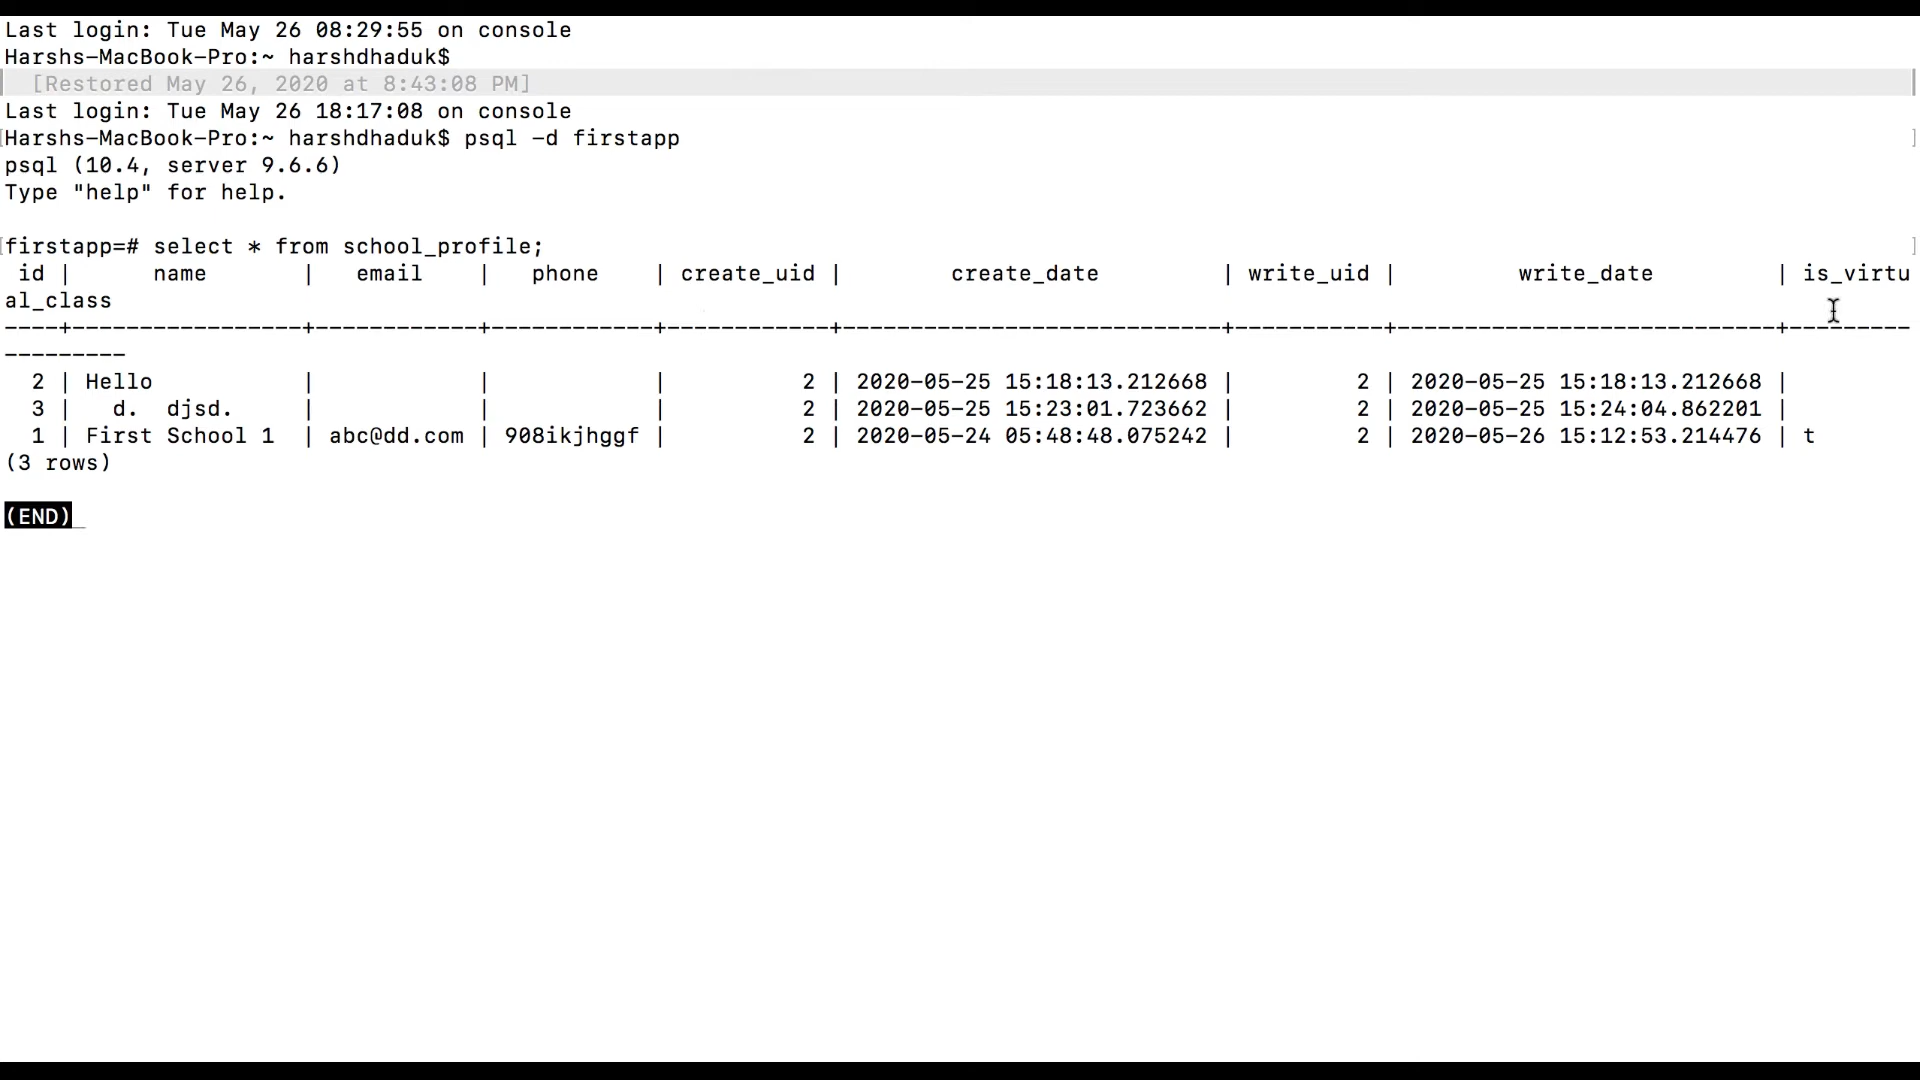 Last login: Tue May 26 08:29:55 on console
Harshs-MacBook-Pro:~ harshdhaduk$
[Restored May 26, 2020 at 8:43:08 PM]
Last login: Tue May 26 18:17:08 on console
Harshs-MacBook-Pro:~ harshdhaduk$ psql -d firstapp
psql (10.4, server 9.6.6)
Type "help" for help.
firstapp=# select * from school_profile;
 id |      name       |   email    |   phone    | create_uid |        create_date         | write_uid |         write_date         | is_virtu
al_class
----+-----------------+------------+------------+------------+----------------------------+-----------+----------------------------+---------
---------
  2 | Hello           |            |            |          2 | 2020-05-25 15:18:13.212668 |         2 | 2020-05-25 15:18:13.212668 |
  3 |   d.  djsd.     |            |            |          2 | 2020-05-25 15:23:01.723662 |         2 | 2020-05-25 15:24:04.862201 |
  1 | First School 1  | abc@dd.com | 908ikjhggf |          2 | 2020-05-24 05:48:48.075242 |         2 | 2020-05-26 15:12:53.214476 | t
(3 rows)
(END)